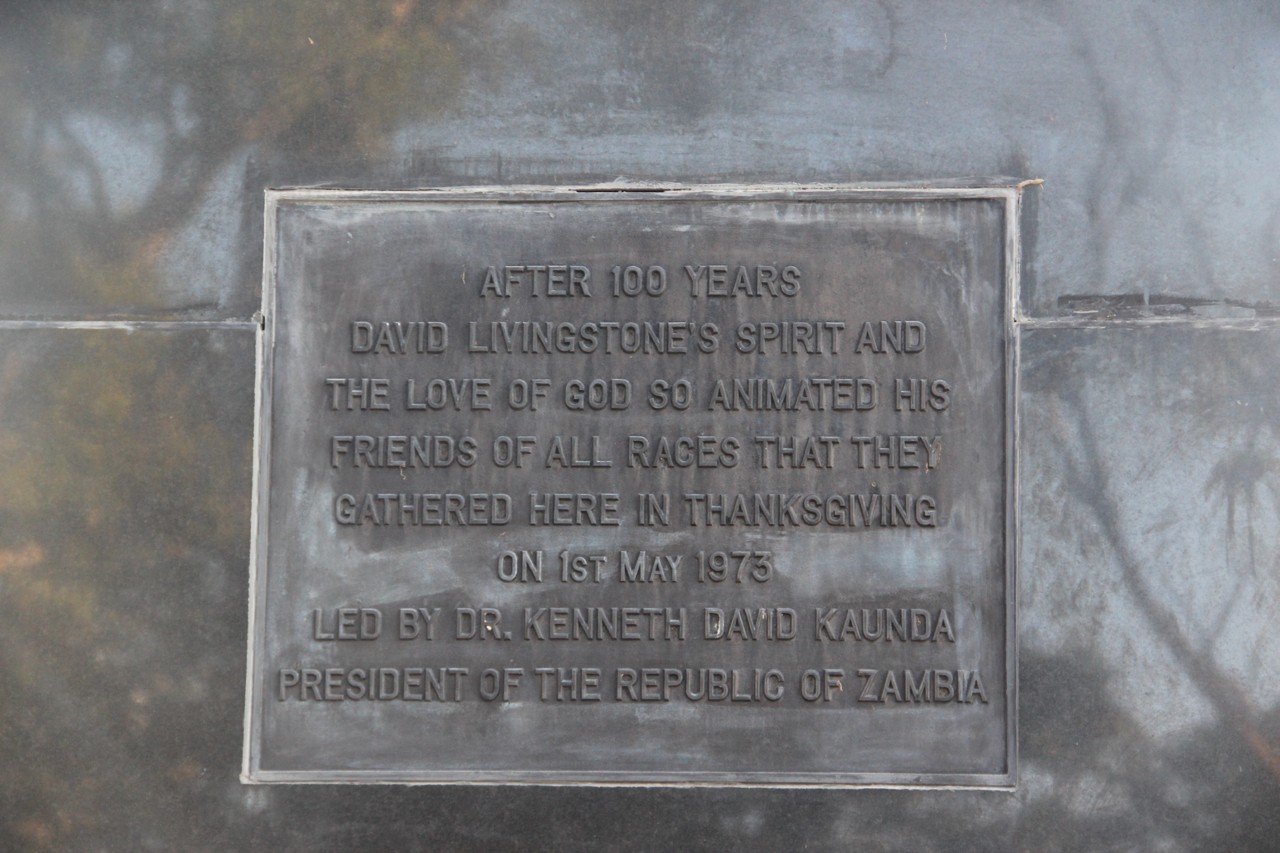 AFTER 100 YEARS
DAVID LIVINGSTONE'S SPIRIT AND
THE LOVE OF GOD SO ANIMATED HIS
FRIENDS OF ALL RACES THAT THEY
GATHERED HERE IN THANKSGIVING
ON 1ST MAY 1973
LED BY DR. KENNETH DAVID KAUNDA
PRESIDENT OF THE REPUBLIC OF ZAMBIA